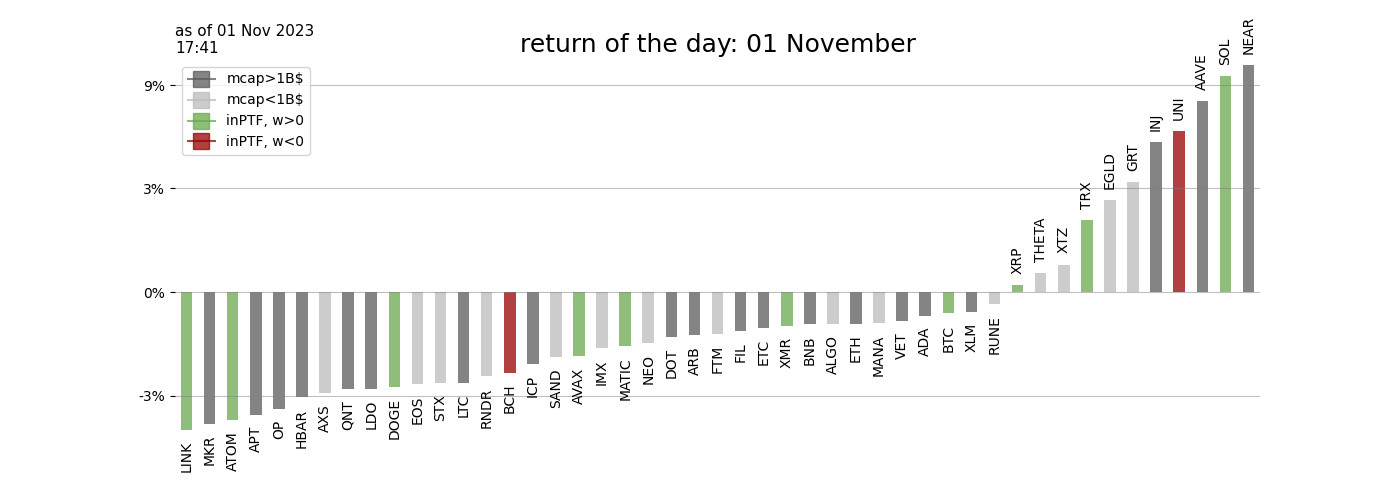 as of 01 Nov 2023
17:41
return of the day: 01 November
mcap>1B$
mcap<1B$
inPTF, w>0
inPTF, w<0
9%
3%
0%
-3%
LINK
MKR
ATOM
APT
OP
HBAR
AXS
QNT
LDO
DOGE
EOS
STX
LTC
RNDR
BCH
ICP
SAND
AVAX
IMX
MATIC
NEO
DOT
ARB
FTM
FIL
ETC
XMR
BNB
ALGO
ETH
MANA
VET
ADA
BTC
XLM
RUNE
XRP
THETA
XTZ
TRX
EGLD
GRT
INJ
UNI
AAVE
SOL
NEAR